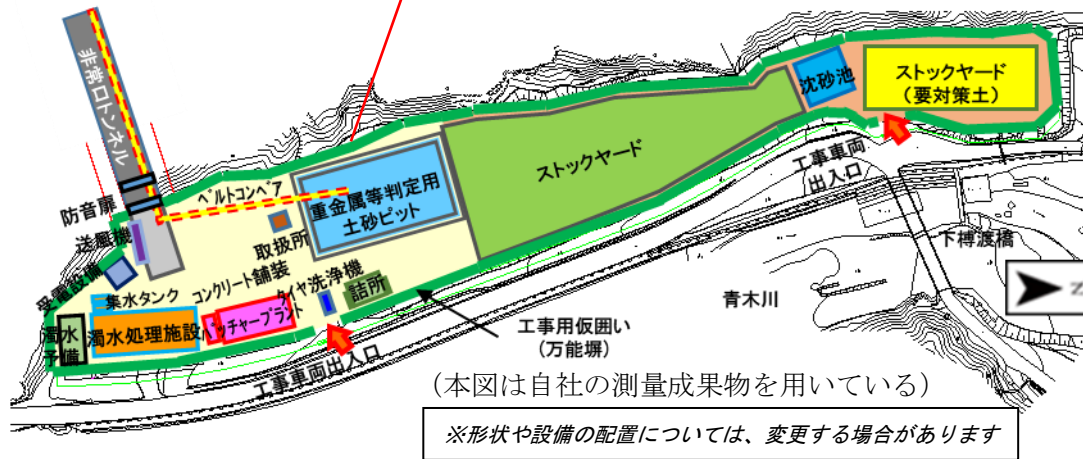 非常口トンネル
防音扉
送風機
受電設備
集水タンク
濁水
予備
濁水処理施設
ベルトコンベア
取扱所
コンクリート舗装
バッチャープラント
タイヤ洗浄機
詰所
重金属等判定用
土砂ピット
ストックヤード
沈砂池
ストックヤード
(要対策土)
工事車両
出入口
下樽渡橋
青木川
工事用仮囲い
(万能塀)
工事車両出入口
(本図は自社の測量成果物を用いている)
※形状や設備の配置については、変更する場合があります